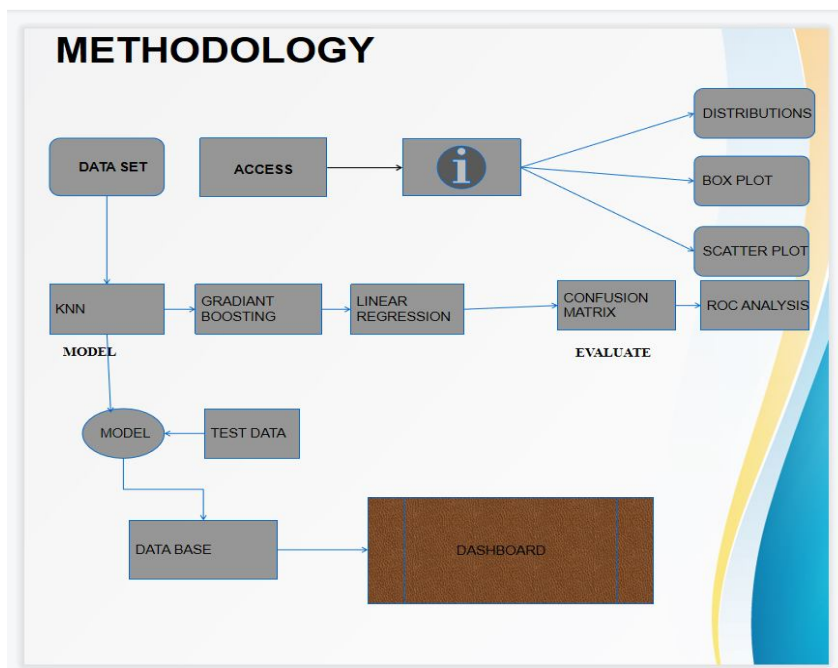 METHODOLOGY
DATA SET
ACCESS
i
DISTRIBUTIONS
BOX PLOT
SCATTER PLOT
KNN
GRADIANT
BOOSTING
LINEAR
REGRESSION
CONFUSION
MATRIX
ROC ANALYSIS
MODEL
EVALUATE
MODEL
TEST DATA
DATA BASE
DASHBOARD